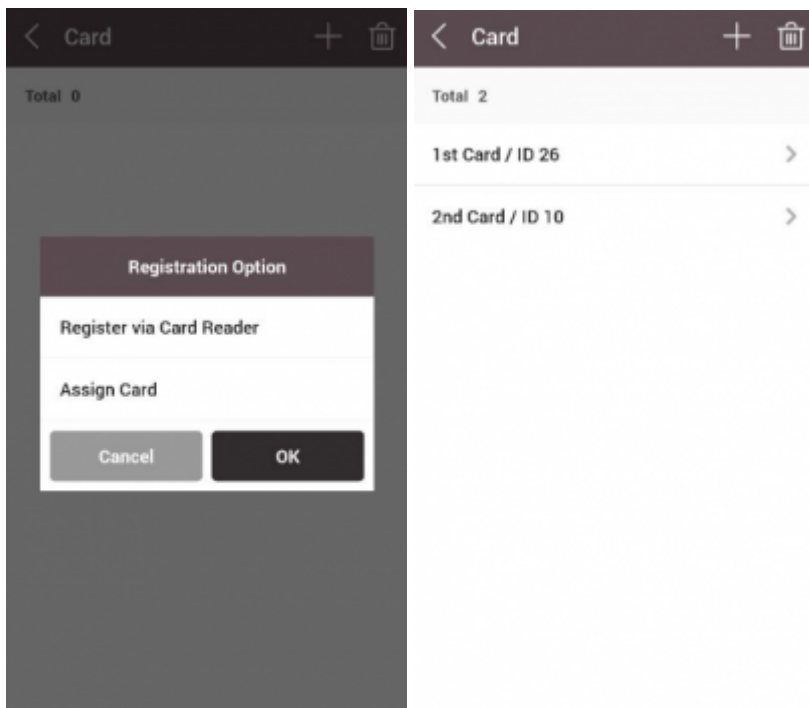 Card
Total 0
Registration Option
Register via Card Reader
Assign Card
Cancel OK
Card
Total 2
1st Card / ID 26
2nd Card / ID 10